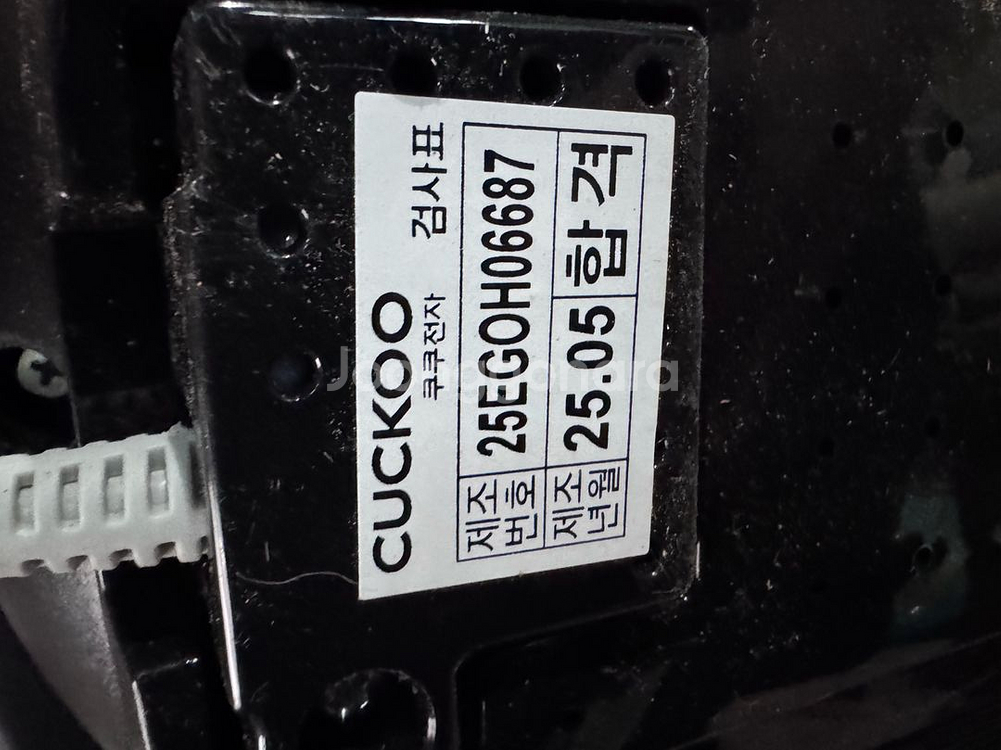 CUCKOO 검사표
쿠쿠전자
제조번호 25EGOH06687
제조년월 25.05 합격
Joonggonara